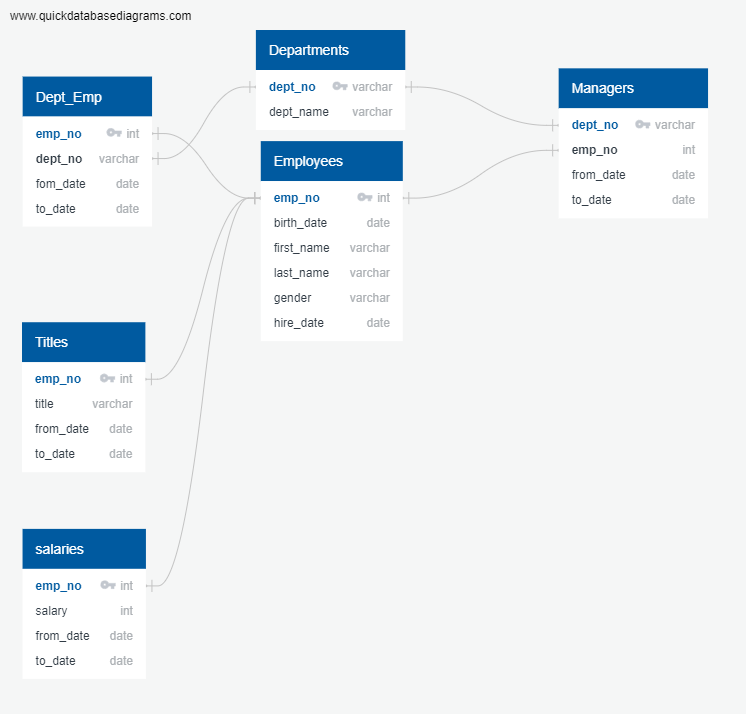 www.quickdatabasediagrams.com
Departments
dept_no varchar
dept_name varchar
Dept_Emp
emp_no int
dept_no varchar
fom_date date
to_date date
Managers
dept_no varchar
emp_no int
from_date date
to_date date
Employees
emp_no int
birth_date date
first_name varchar
last_name varchar
gender varchar
hire_date date
Titles
emp_no int
title varchar
from_date date
to_date date
salaries
emp_no int
salary int
from_date date
to_date date